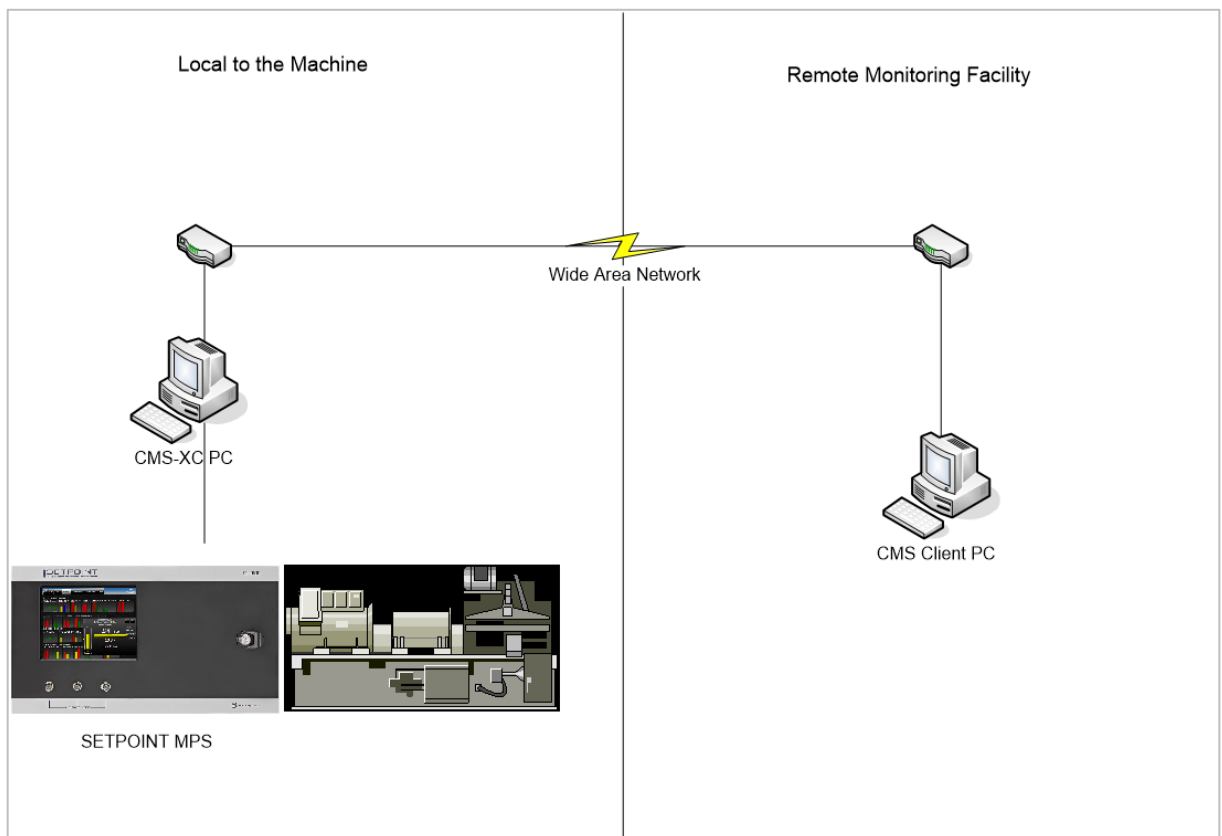 Local to the Machine
Remote Monitoring Facility
Wide Area Network
CMS-XC PC
CMS Client PC
SETPOINT
SETPOINT MPS